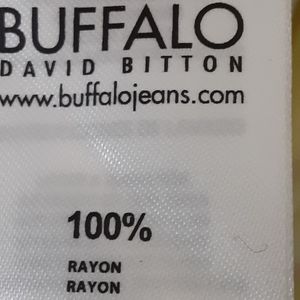 BUFFALO
DAVID BITTON
www.buffalojeans.com
100%
RAYON
RAYON